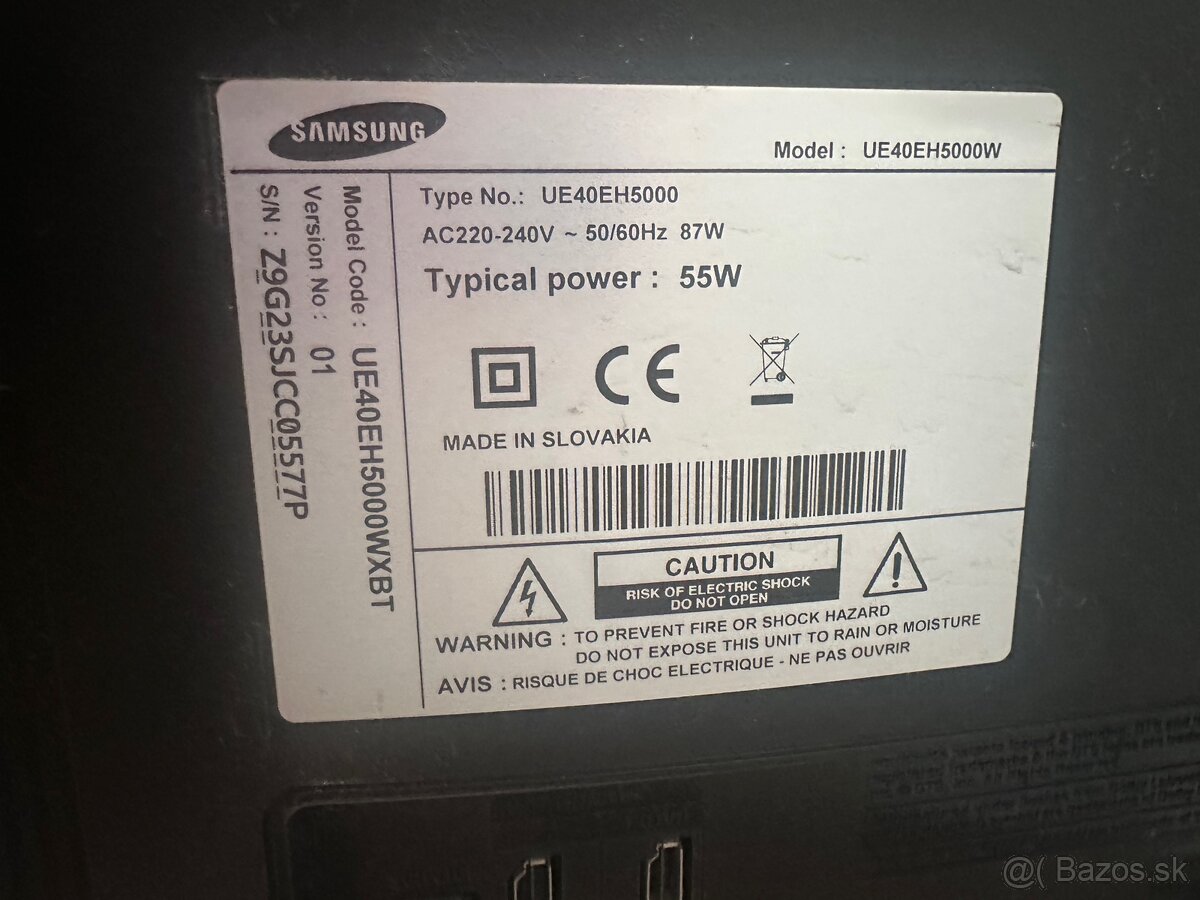 SAMSUNG
Model : UE40EH5000W
Model Code : UE40EH5000WXBT
Version No : 01
S/N : Z9G23SJCC05577P
Type No.: UE40EH5000
AC220-240V ~ 50/60Hz 87W
Typical power : 55W
CE
MADE IN SLOVAKIA
CAUTION
RISK OF ELECTRIC SHOCK
DO NOT OPEN
WARNING : TO PREVENT FIRE OR SHOCK HAZARD
DO NOT EXPOSE THIS UNIT TO RAIN OR MOISTURE
AVIS : RISQUE DE CHOC ELECTRIQUE - NE PAS OUVRIR
@( Bazos.sk